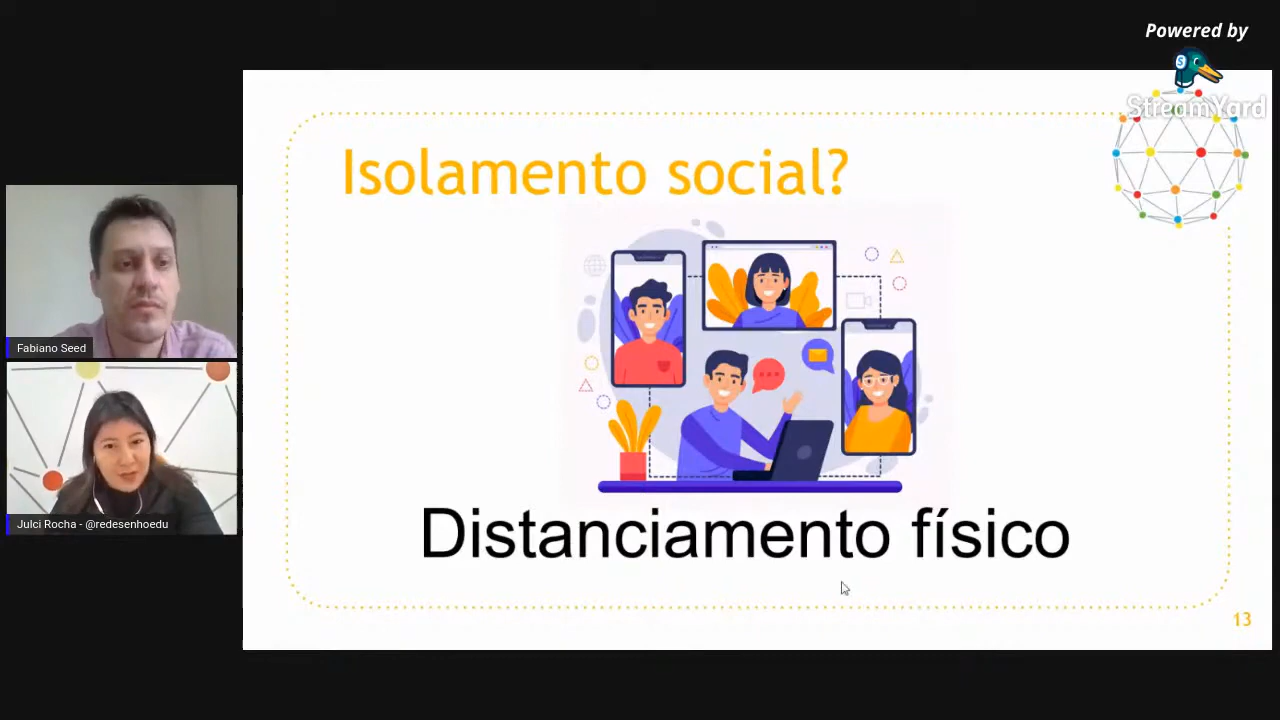 Powered by
StreamYard
Isolamento social?
Fabiano Seed
Julci Rocha - @redesenhoedu
Distanciamento físico
13